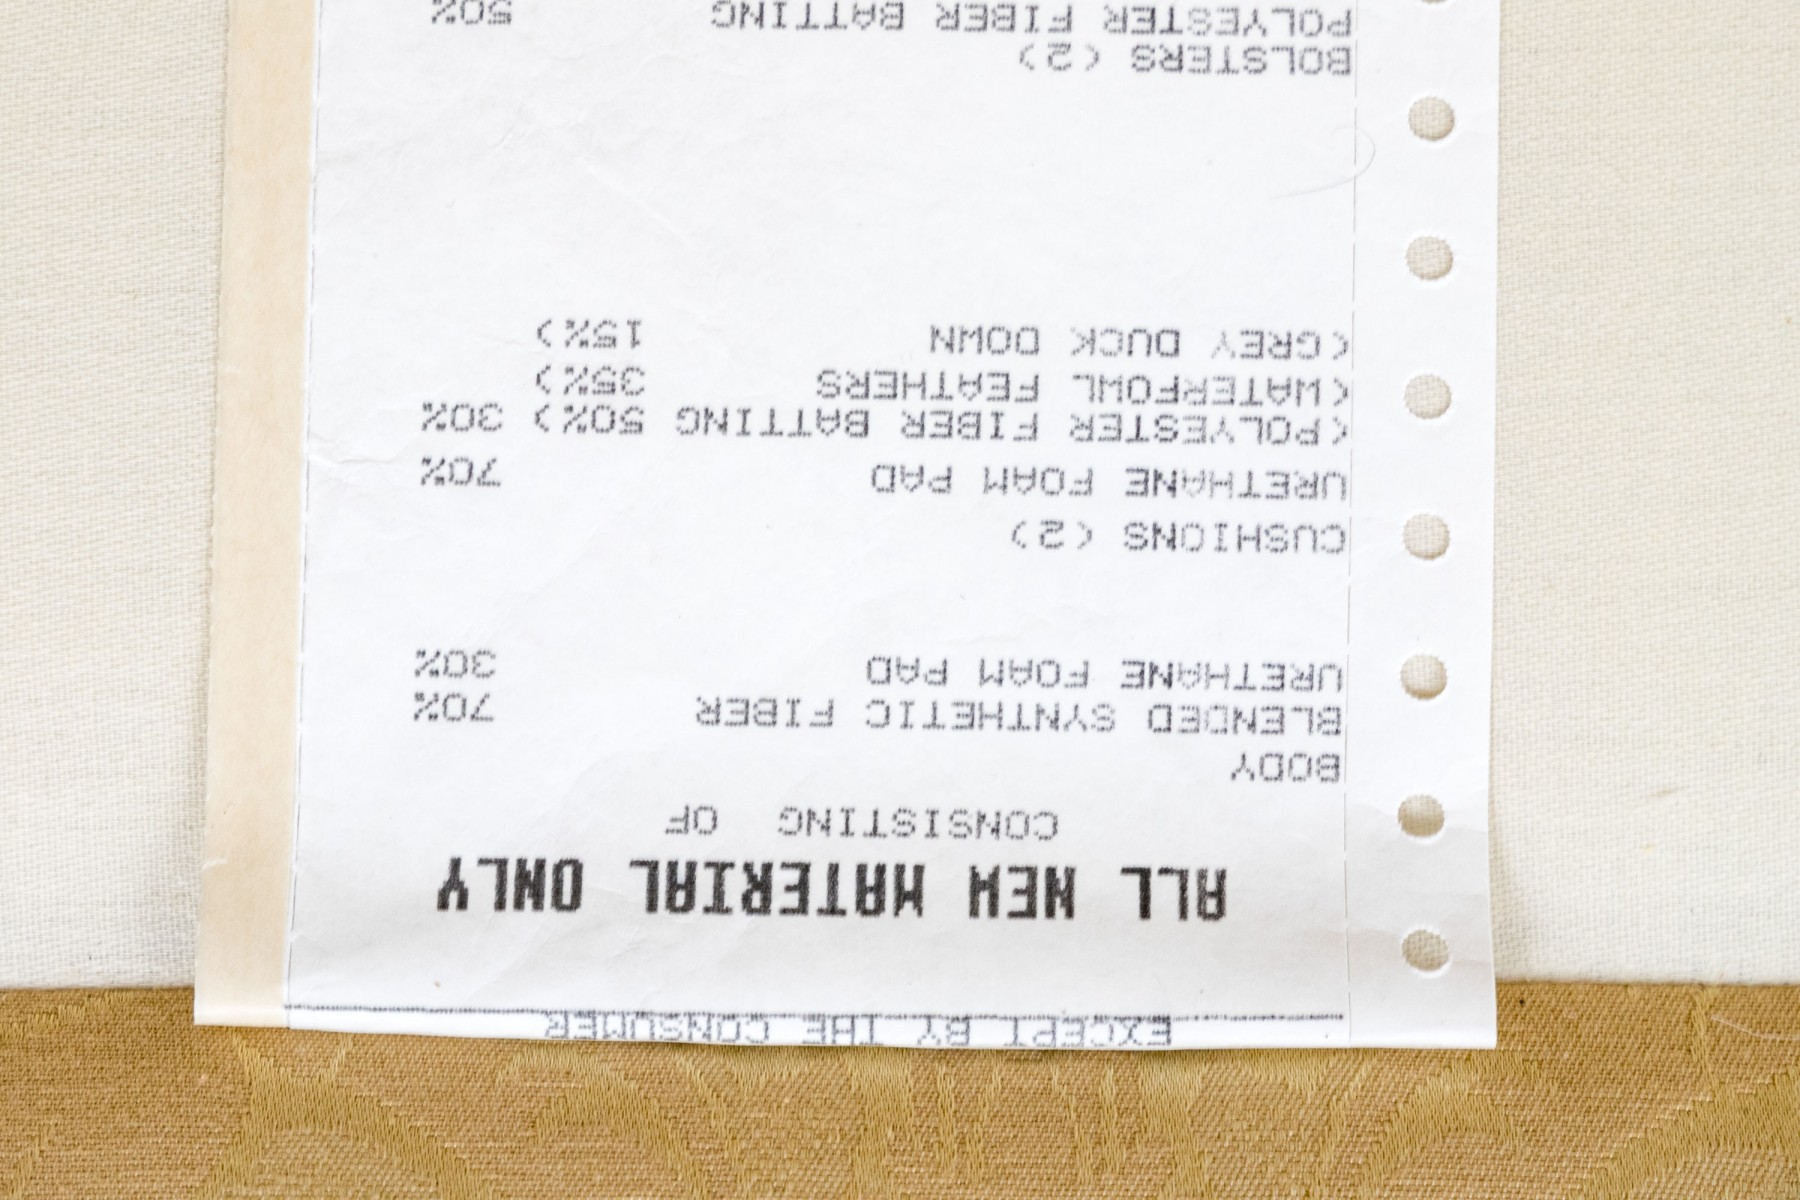 EXCEPT BY THE CONSUMER
ALL NEW MATERIAL ONLY
CONSISTING OF
BODY
BLENDED SYNTHETIC FIBER 70%
URETHANE FOAM PAD 30%
CUSHIONS (2)
URETHANE FOAM PAD 70%
(POLYESTER FIBER BATTING 50%) 30%
(WATERFOWL FEATHERS 35%)
(GREY DUCK DOWN 15%)
BOLSTERS (2)
POLYESTER FIBER BATTING 50%